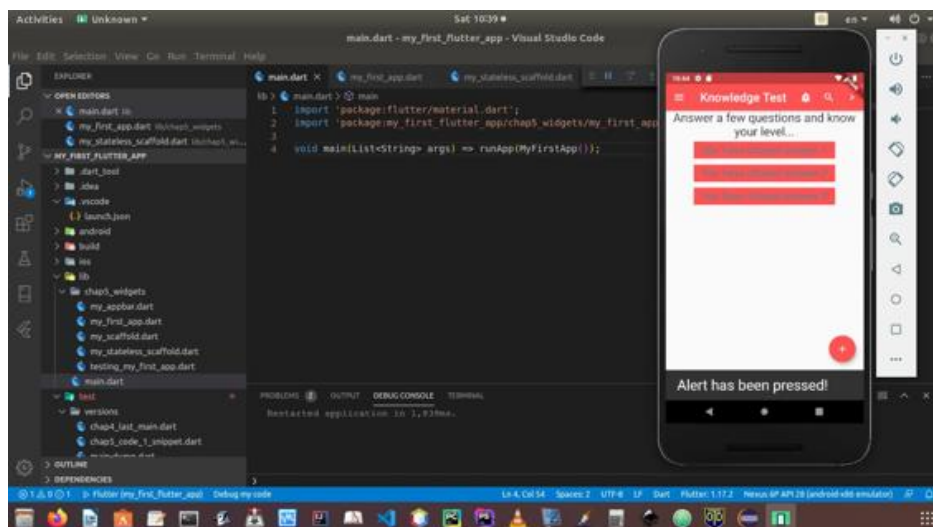 Activities
Unknown
Sat 10:39
en
main.dart - my_first_flutter_app - Visual Studio Code
File Edit Selection View Go Run Terminal Help
EXPLORER
OPEN EDITORS
main.dart lib
my_first_app.dart lib/chap5_widgets
my_stateless_scaffold.dart lib/chap5_wi...
MY_FIRST_FLUTTER_APP
.dart_tool
.idea
.vscode
launch.json
android
build
ios
lib
chap5_widgets
my_appbar.dart
my_first_app.dart
my_scaffold.dart
my_stateless_scaffold.dart
testing_my_first_app.dart
main.dart
test
versions
chap4_last_main.dart
chap5_code_1_snippet.dart
OUTLINE
DEPENDENCIES
main.dart
my_first_app.dart
my_stateless_scaffold.dart
lib > main.dart > main
1 import 'package:flutter/material.dart';
2 import 'package:my_first_flutter_app/chap5_widgets/my_first_app
4 void main(List<String> args) => runApp(MyFirstApp());
PROBLEMS OUTPUT DEBUG CONSOLE TERMINAL
Restarted application in 1,839ms.
Knowledge Test
Answer a few questions and know
your level...
Alert has been pressed!
Flutter (my_first_flutter_app) Debug my code
Ln 4, Col 54 Spaces: 2 UTF-8 LF Dart Flutter: 1.17.2 Nexus 6P API 28 (android-x86 emulator)